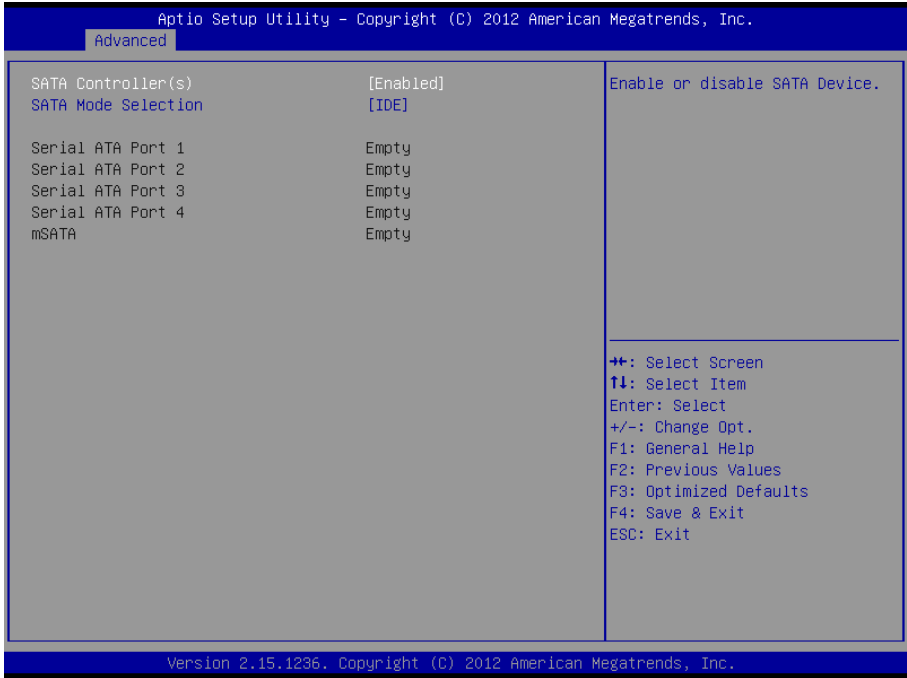 Aptio Setup Utility – Copyright (C) 2012 American Megatrends, Inc.
Advanced
SATA Controller(s) [Enabled]
SATA Mode Selection [IDE]
Serial ATA Port 1 Empty
Serial ATA Port 2 Empty
Serial ATA Port 3 Empty
Serial ATA Port 4 Empty
mSATA Empty
Enable or disable SATA Device.
→←: Select Screen
↑↓: Select Item
Enter: Select
+/-: Change Opt.
F1: General Help
F2: Previous Values
F3: Optimized Defaults
F4: Save & Exit
ESC: Exit
Version 2.15.1236. Copyright (C) 2012 American Megatrends, Inc.